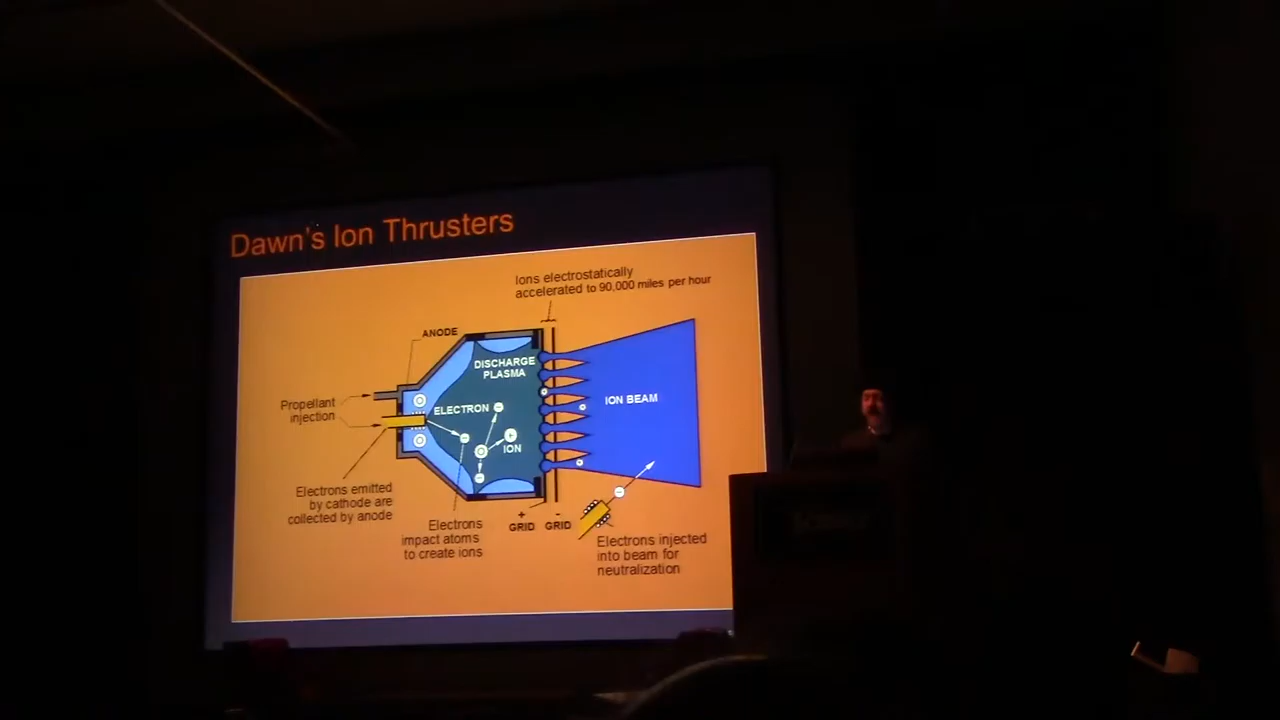 Dawn's Ion Thrusters
Ions electrostatically
accelerated to 90,000 miles per hour
ANODE
DISCHARGE
PLASMA
Propellant
injection
ELECTRON
ION BEAM
ION
Electrons emitted
by cathode are
collected by anode
Electrons
impact atoms
to create ions
+
GRID
-
GRID
Electrons injected
into beam for
neutralization